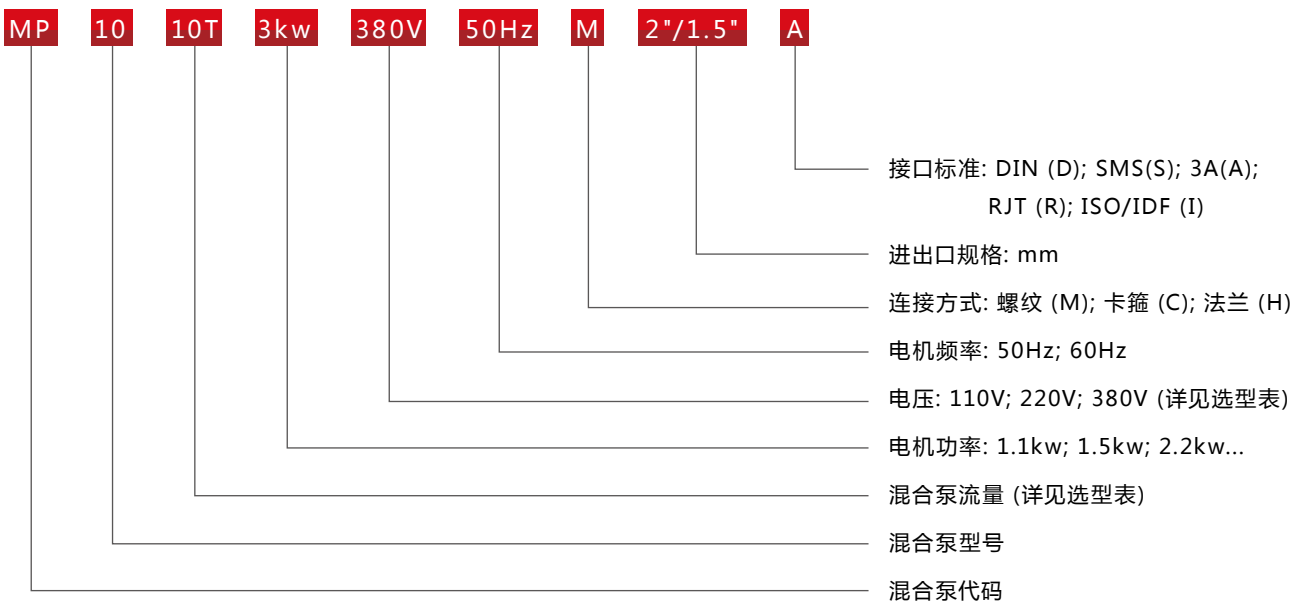 MP 10 10T 3kw 380V 50Hz M 2"/1.5" A
接口标准: DIN (D); SMS(S); 3A(A);
RJT (R); ISO/IDF (I)
进出口规格: mm
连接方式: 螺纹 (M); 卡箍 (C); 法兰 (H)
电机频率: 50Hz; 60Hz
电压: 110V; 220V; 380V (详见选型表)
电机功率: 1.1kw; 1.5kw; 2.2kw...
混合泵流量 (详见选型表)
混合泵型号
混合泵代码